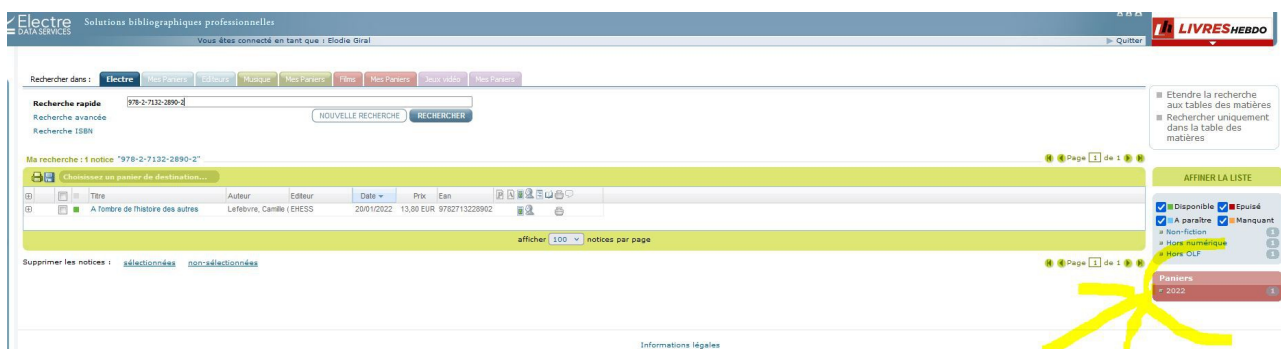 Electre
DATA SERVICES
Solutions bibliographiques professionnelles
Vous êtes connecté en tant que : Elodie Giral
AAA
Quitter
LIVRESHEBDO
Rechercher dans :
Electre
Mes Paniers
Editeurs
Musique
Mes Paniers
Films
Mes Paniers
Jeux vidéo
Mes Paniers
Recherche rapide
978-2-7132-2890-2
Recherche avancée
NOUVELLE RECHERCHE
RECHERCHER
Recherche ISBN
Etendre la recherche
aux tables des matières
Rechercher uniquement
dans la table des
matières
Ma recherche : 1 notice "978-2-7132-2890-2"
Page 1 de 1
Choisissez un panier de destination...
Titre Auteur Editeur Date Prix Ean
A l'ombre de l'histoire des autres Lefebvre, Camille ( EHESS 20/01/2022 13,80 EUR 9782713228902
afficher 100 notices par page
Supprimer les notices : sélectionnées non-sélectionnées
Page 1 de 1
AFFINER LA LISTE
Disponible Epuisé
A paraître Manquant
Non-fiction 1
Hors numérique 1
Hors OLF 1
Paniers
2022 1
Informations légales